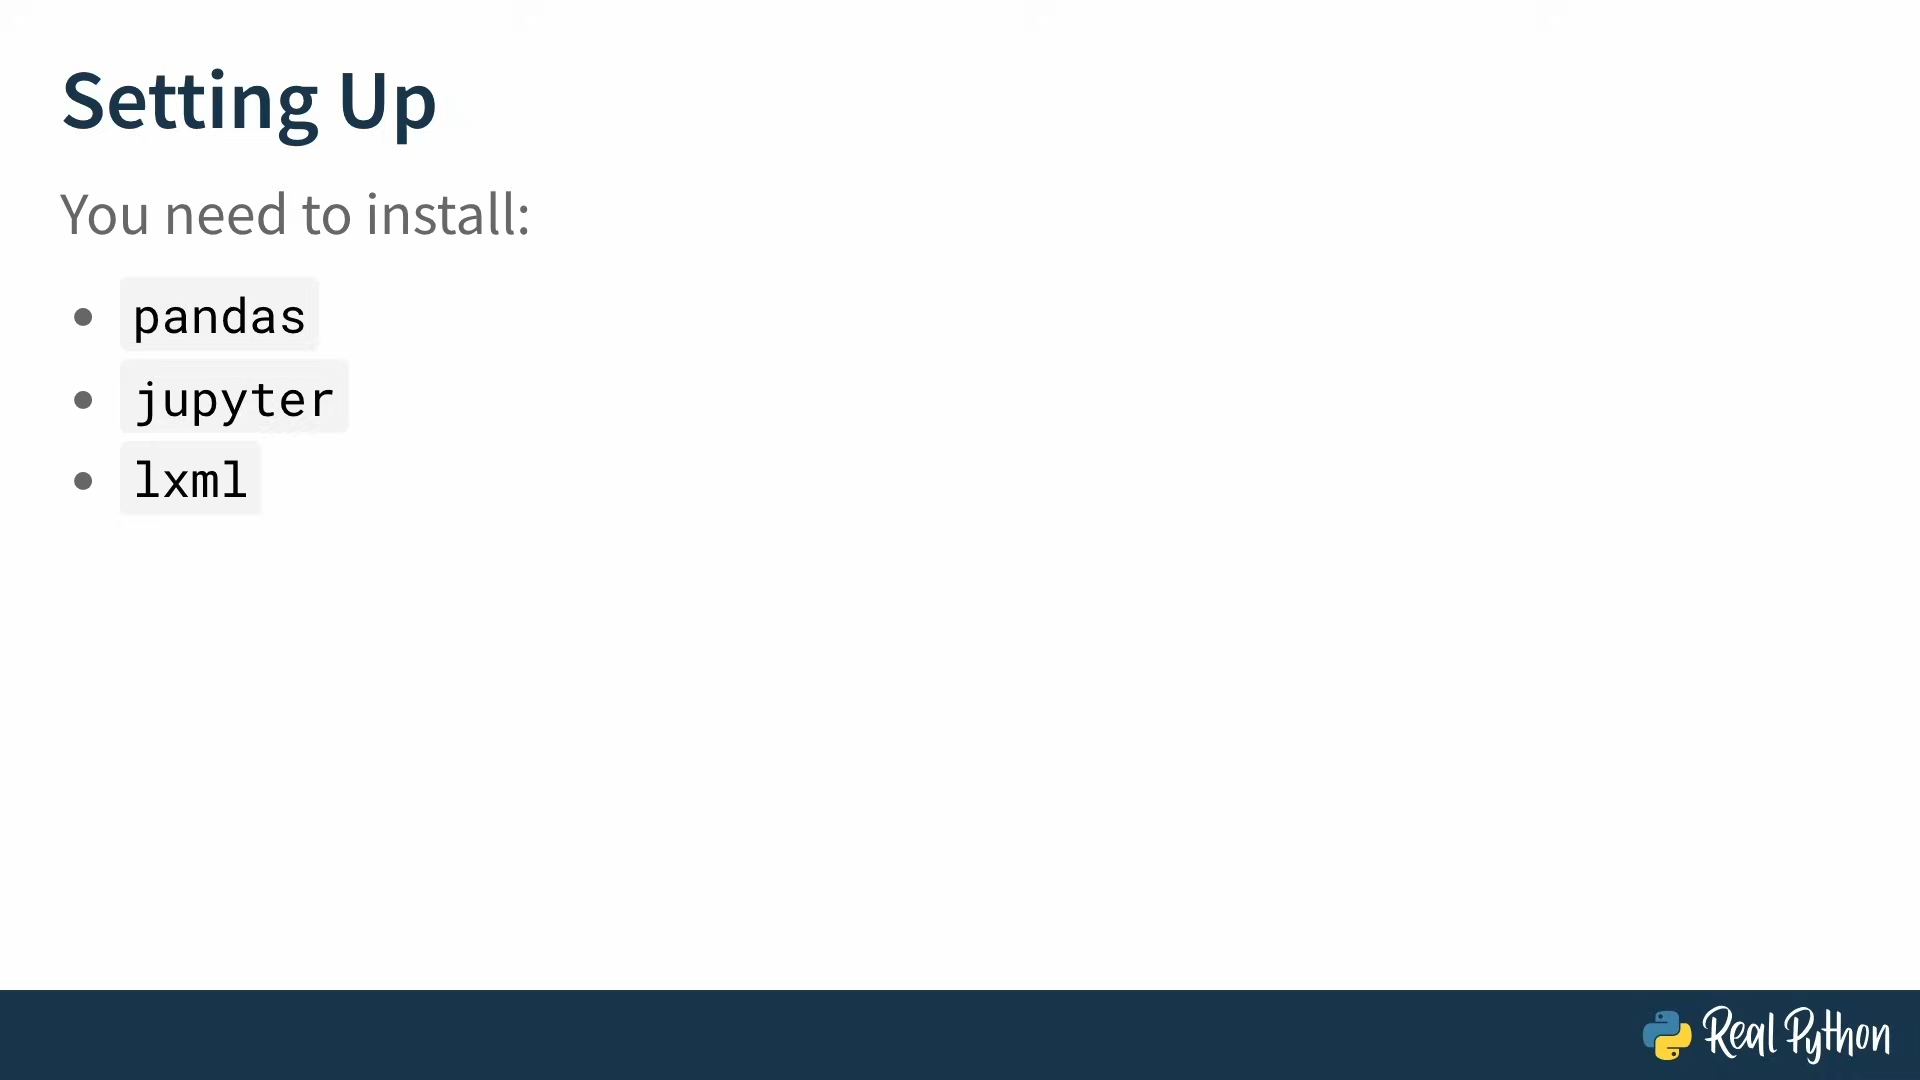 Setting Up
You need to install:
pandas
jupyter
lxml
Real Python